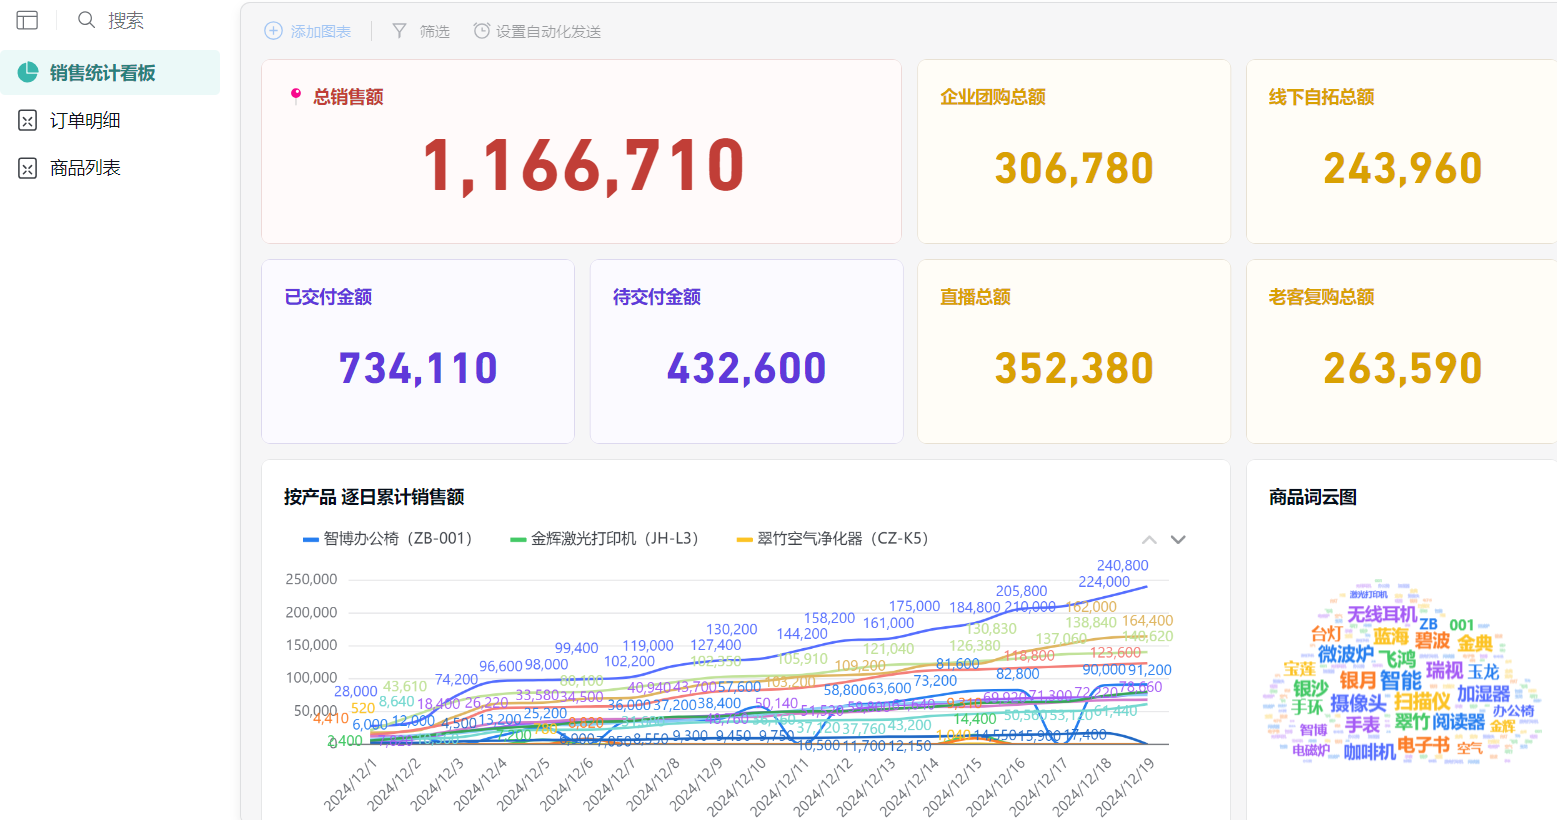 搜索
销售统计看板
订单明细
商品列表
添加图表 筛选 设置自动化发送
总销售额
1,166,710
企业团购总额
306,780
线下自拓总额
243,960
已交付金额
734,110
待交付金额
432,600
直播总额
352,380
老客复购总额
263,590
按产品 逐日累计销售额
智博办公椅（ZB-001） 金辉激光打印机（JH-L3） 翠竹空气净化器（CZ-K5）
250,000
200,000
150,000
100,000
50,000
0
240,800
224,000
205,800
210,000
162,000
175,000
184,800
158,200
161,000
164,400
130,200
144,200
130,830
138,840
148,620
119,000
127,400
126,380
137,060
99,400
102,200
102,350
105,910
121,040
118,800
123,600
96,600
98,000
109,200
81,600
74,200
80,100
103,200
73,200
82,800
90,000
91,200
28,000
43,610
33,580
34,500
40,940
43,700
57,600
58,800
63,600
69,920
71,300
72,220
78,660
520
8,640
18,400
26,220
36,000
37,200
38,400
50,140
4,410
6,000
12,000
4,500
13,200
25,200
48,760
37,720
37,760
43,200
14,400
50,560
53,120
61,440
2,400
7,650
8,550
9,300
9,450
9,750
10,500
11,700
12,150
14,550
15,900
17,400
2024/12/1
2024/12/2
2024/12/3
2024/12/4
2024/12/5
2024/12/6
2024/12/7
2024/12/8
2024/12/9
2024/12/10
2024/12/11
2024/12/12
2024/12/13
2024/12/14
2024/12/15
2024/12/16
2024/12/17
2024/12/18
2024/12/19
商品词云图
激光打印机
无线耳机
ZB
001
台灯
蓝海
碧波
金典
微波炉
飞鸿
宝莲
瑞视
玉龙
银沙
银月
智能
手环
摄像头
扫描仪
加湿器
手表
翠竹
阅读器
办公椅
金辉
智博
电磁炉
咖啡机
电子书
空气